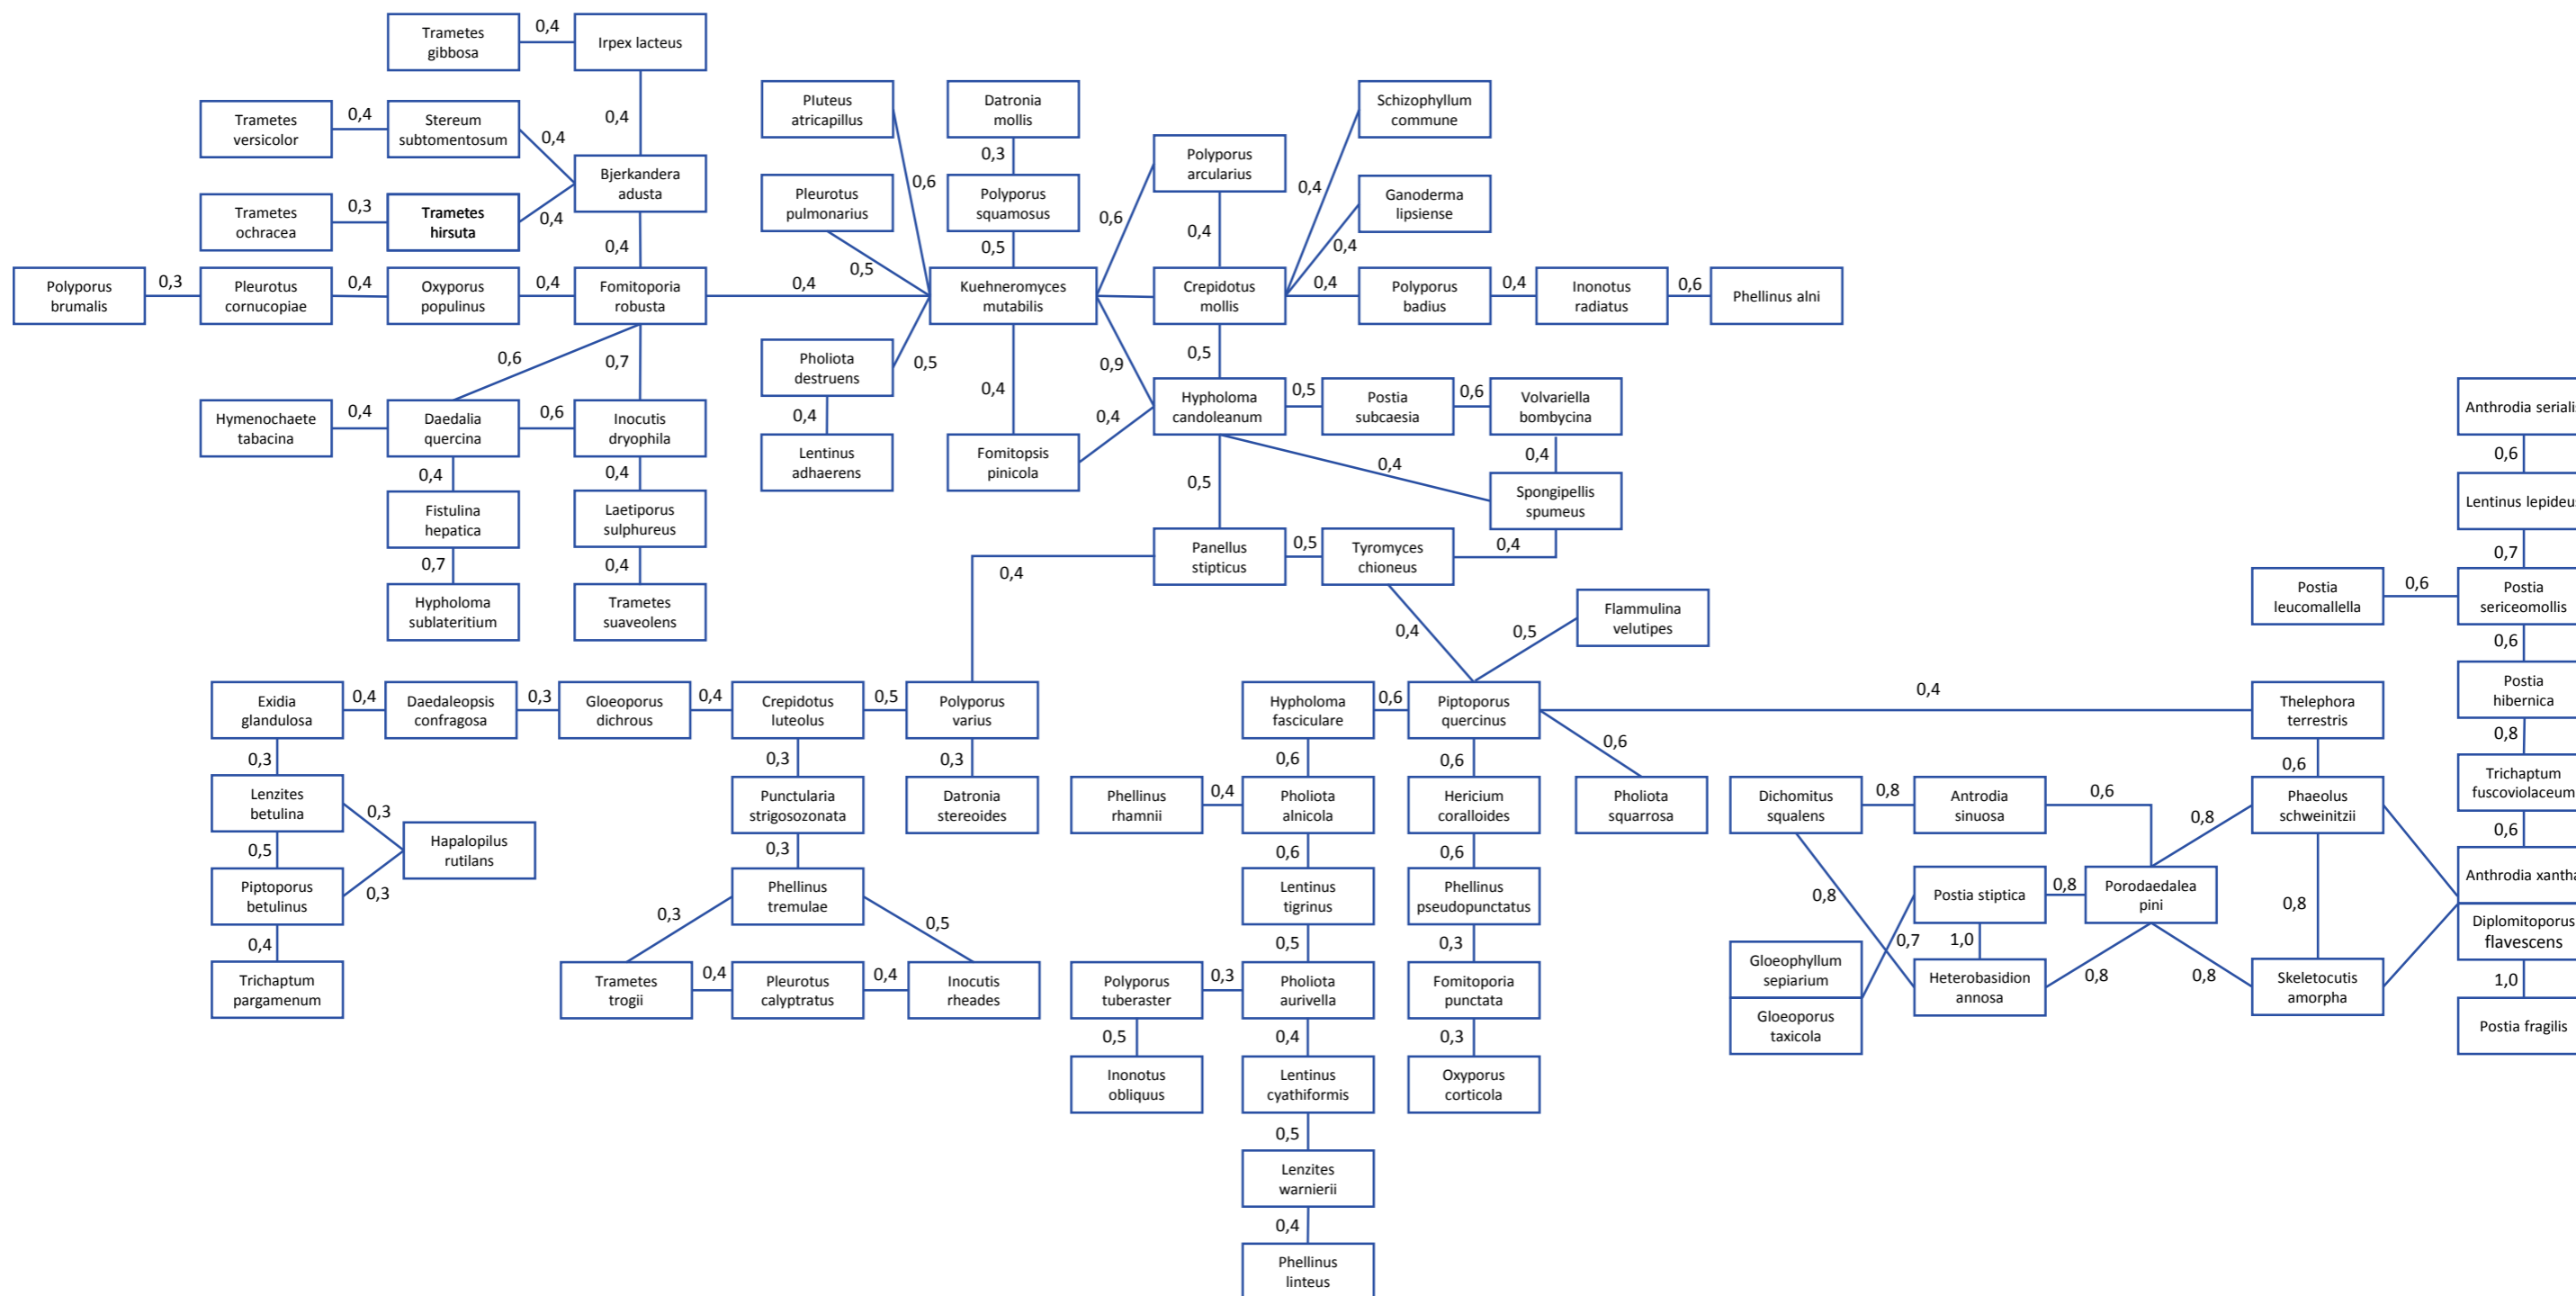 Trametes
gibbosa
0,4
Irpex lacteus
0,4
Trametes
versicolor
0,4
Stereum
subtomentosum
0,4
Bjerkandera
adusta
Trametes
ochracea
0,3
Trametes
hirsuta
0,4
0,4
Polyporus
brumalis
0,3
Pleurotus
cornucopiae
0,4
Oxyporus
populinus
0,4
Fomitoporia
robusta
0,4
0,6
0,7
Hymenochaete
tabacina
0,4
Daedalia
quercina
0,6
Inocutis
dryophila
0,4
0,4
Fistulina
hepatica
Laetiporus
sulphureus
0,7
0,4
Hypholoma
sublateritium
Trametes
suaveolens
Pluteus
atricapillus
0,6
Datronia
mollis
0,3
Pleurotus
pulmonarius
0,5
Polyporus
squamosus
0,5
Kuehneromyces
mutabilis
Pholiota
destruens
0,5
0,4
Lentinus
adhaerens
0,4
Fomitopsis
pinicola
0,4
0,6
0,9
Polyporus
arcularius
0,4
Crepidotus
mollis
0,5
Schizophyllum
commune
0,4
Ganoderma
lipsiense
0,4
0,4
Polyporus
badius
0,4
Inonotus
radiatus
0,6
Phellinus alni
Hypholoma
candoleanum
0,5
Postia
subcaesia
0,6
Volvariella
bombycina
0,4
0,4
Spongipellis
spumeus
0,5
Panellus
stipticus
0,5
Tyromyces
chioneus
0,4
0,4
0,4
Flammulina
velutipes
0,5
Exidia
glandulosa
0,4
Daedaleopsis
confragosa
0,3
Gloeoporus
dichrous
0,4
Crepidotus
luteolus
0,5
Polyporus
varius
0,3
0,3
0,3
Lenzites
betulina
0,3
Hapalopilus
rutilans
0,5
0,3
Piptoporus
betulinus
0,4
Trichaptum
pargamenum
Punctularia
strigosozonata
Datronia
stereoides
0,3
Phellinus
tremulae
0,3
0,5
Trametes
trogii
0,4
Pleurotus
calyptratus
0,4
Inocutis
rheades
Hypholoma
fasciculare
0,6
Piptoporus
quercinus
0,4
Thelephora
terrestris
0,6
0,6
0,6
0,6
Phellinus
rhamnii
0,4
Pholiota
alnicola
Hericium
coralloides
Pholiota
squarrosa
0,6
0,6
Lentinus
tigrinus
Phellinus
pseudopunctatus
0,5
0,3
Polyporus
tuberaster
0,3
Pholiota
aurivella
Fomitoporia
punctata
0,5
0,4
0,3
Inonotus
obliquus
Lentinus
cyathiformis
Oxyporus
corticola
0,5
Lenzites
warnierii
0,4
Phellinus
linteus
Dichomitus
squalens
0,8
Antrodia
sinuosa
0,6
0,8
Phaeolus
schweinitzii
0,8
Postia stiptica
0,8
Porodaedalea
pini
0,8
0,7
1,0
Gloeophyllum
sepiarium
Gloeoporus
taxicola
Heterobasidion
annosa
0,8
0,8
Skeletocutis
amorpha
Anthrodia seriali
0,6
Lentinus lepideu
0,7
Postia
leucomallella
0,6
Postia
sericeomollis
0,6
Postia
hibernica
0,8
Trichaptum
fuscoviolaceum
0,6
Anthrodia xantha
Diplomitoporus
flavescens
1,0
Postia fragilis